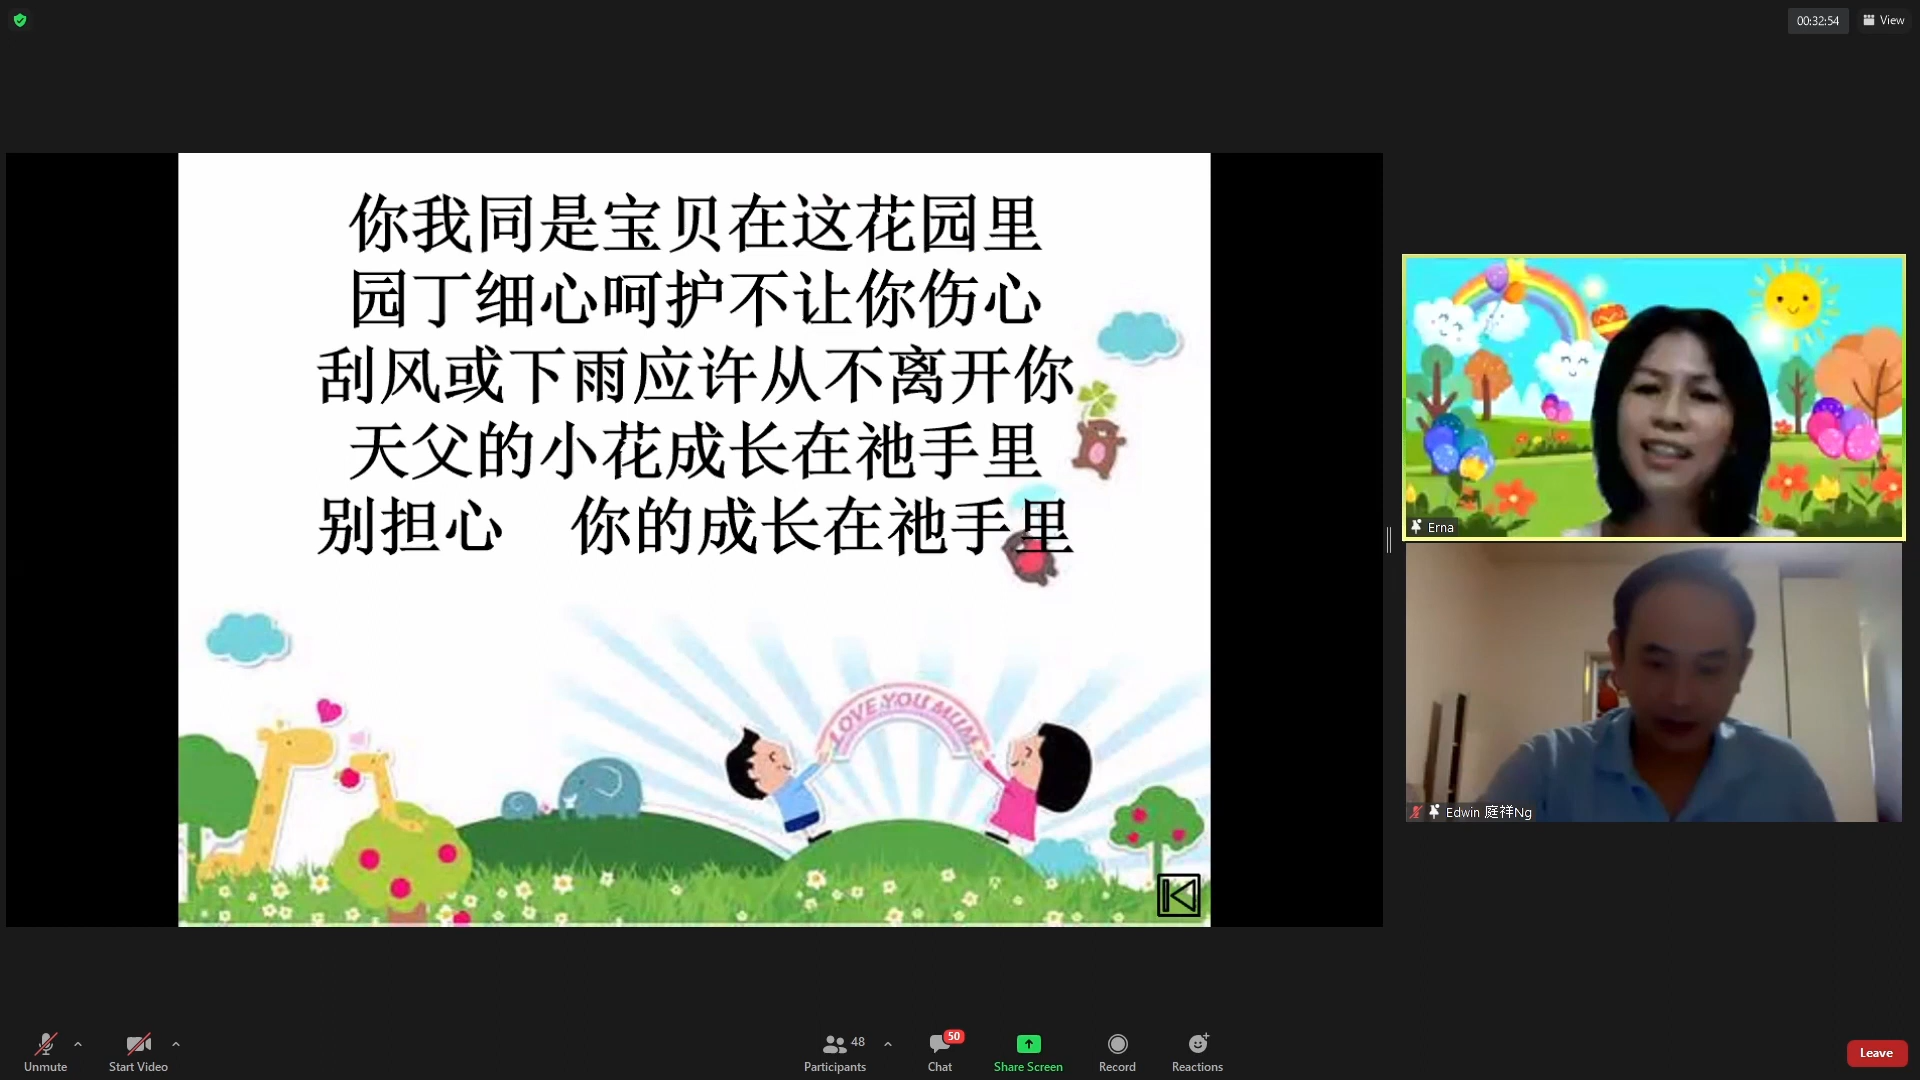 00:32:54
View
你我同是宝贝在这花园里
园丁细心呵护不让你伤心
刮风或下雨应许从不离开你
天父的小花成长在祂手里
别担心 你的成长在祂手里
LOVE YOU MUM
Erna
Edwin 庭祥Ng
Unmute
Start Video
48
Participants
50
Chat
Share Screen
Record
Reactions
Leave